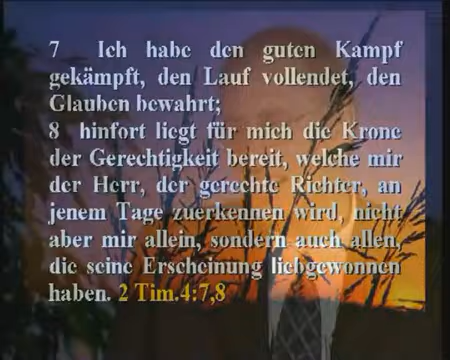 7 Ich habe den guten Kampf
gekämpft, den Lauf vollendet, den
Glauben bewahrt;
8 hinfort liegt für mich die Krone
der Gerechtigkeit bereit, welche mir
der Herr, der gerechte Richter, an
jenem Tage zuerkennen wird, nicht
aber mir allein, sondern auch allen,
die seine Erscheinung liebgewonnen
haben. 2 Tim.4:7,8